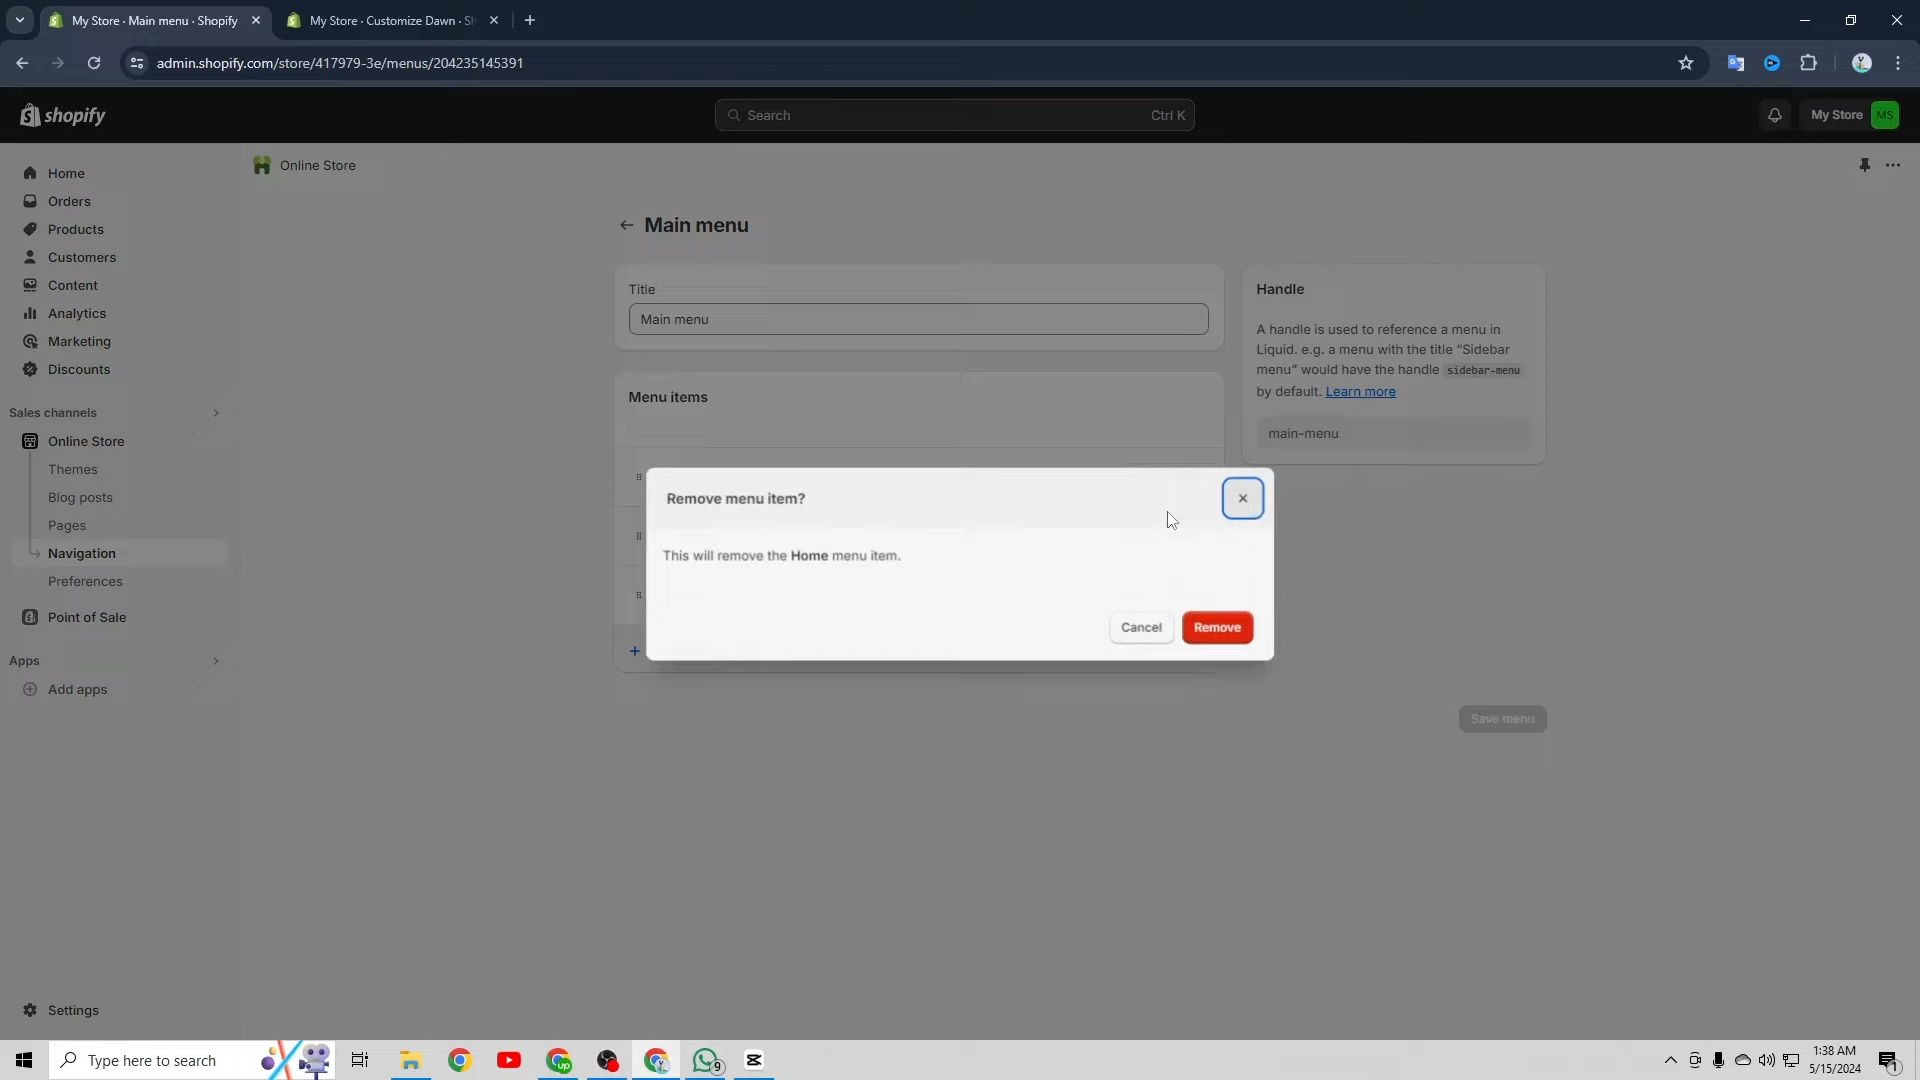 My Store · Main menu · Shopify
My Store · Customize Dawn · Sh
admin.shopify.com/store/417979-3e/menus/204235145391
shopify
Search
Ctrl K
My Store
MS
Home
Orders
Products
Customers
Content
Analytics
Marketing
Discounts
Sales channels
Online Store
Themes
Blog posts
Pages
Navigation
Preferences
Point of Sale
Apps
Add apps
Settings
Online Store
Main menu
Title
Main menu
Menu items
Handle
A handle is used to reference a menu in
Liquid. e.g. a menu with the title “Sidebar
menu” would have the handle sidebar-menu
by default. Learn more
main-menu
Remove menu item?
This will remove the Home menu item.
Cancel
Remove
Save menu
Type here to search
up
9
1:38 AM
5/15/2024
1